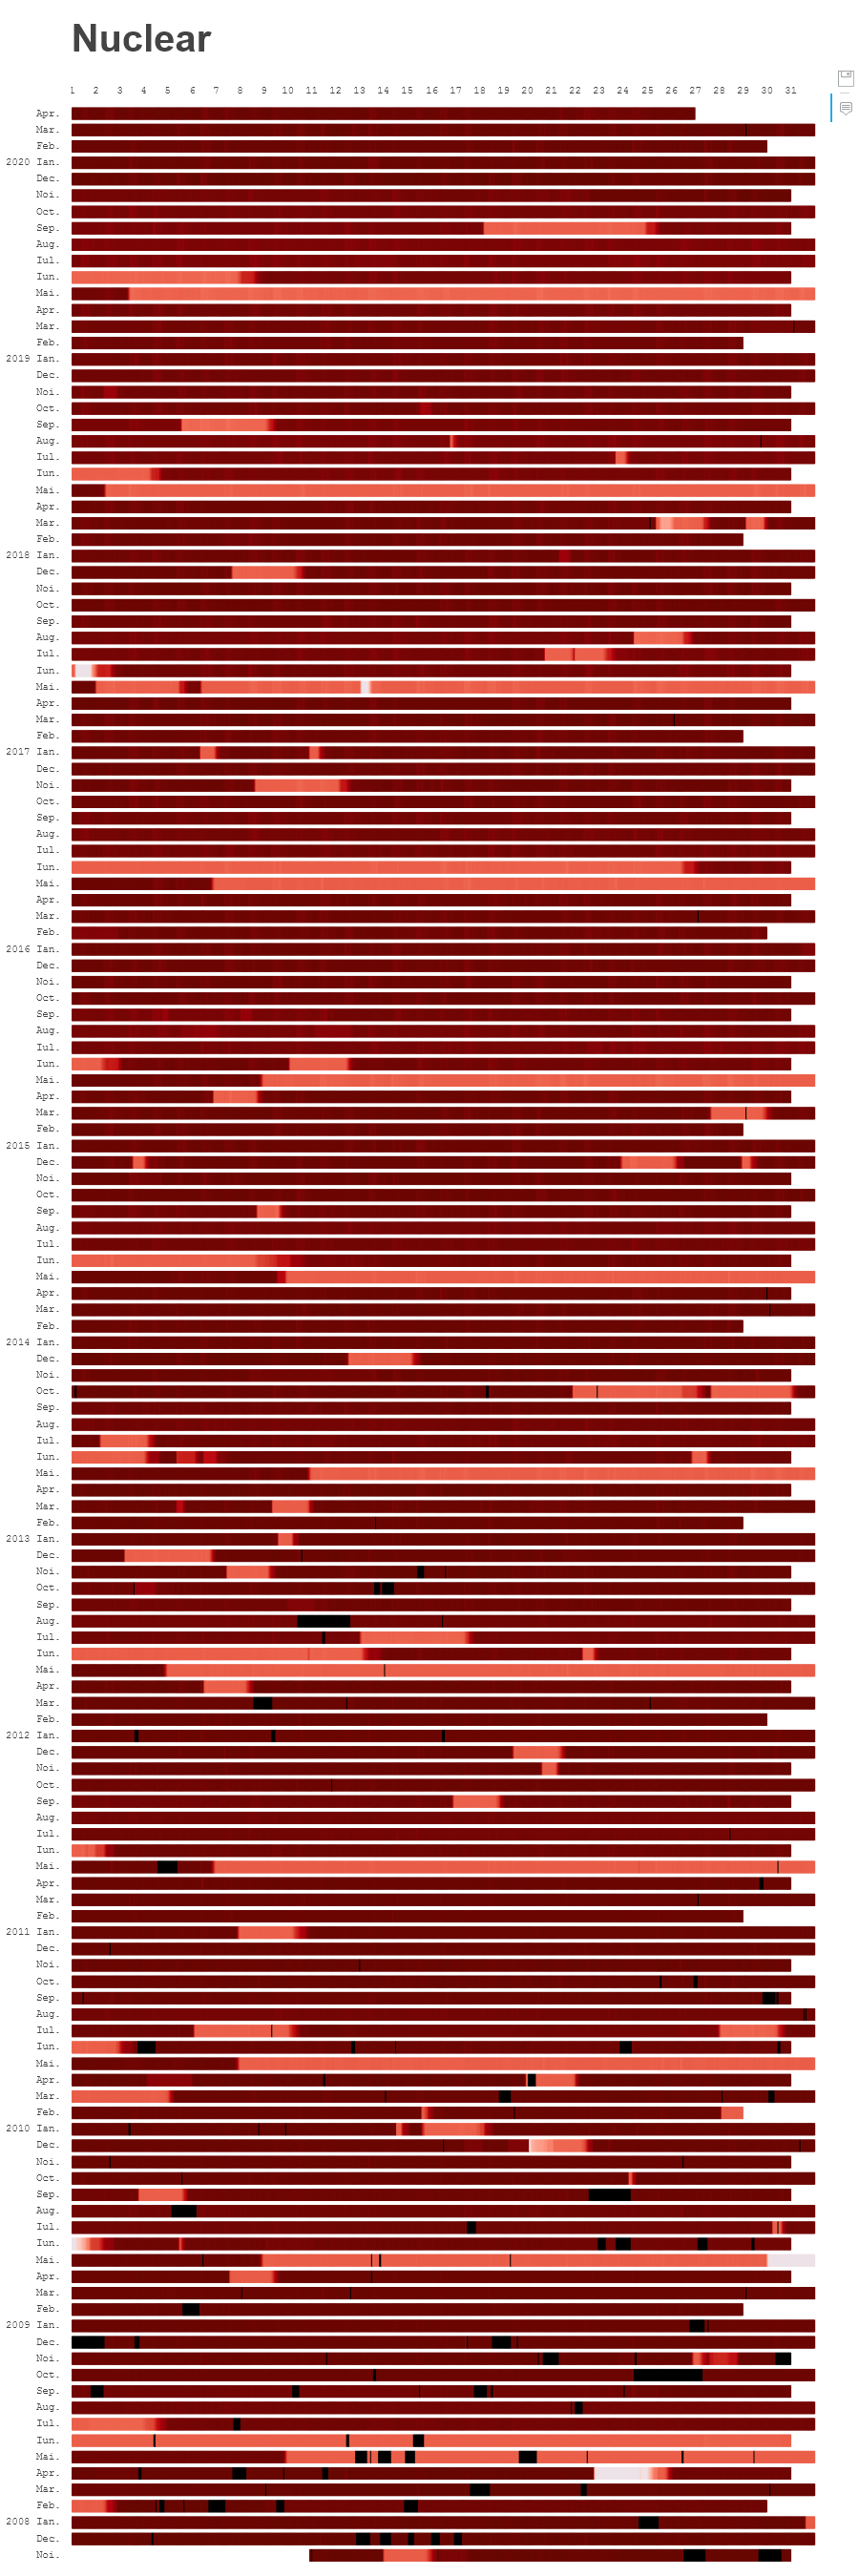 Nuclear
1 2 3 4 5 6 7 8 9 10 11 12 13 14 15 16 17 18 19 20 21 22 23 24 25 26 27 28 29 30 31
Apr.
Mar.
Feb.
2020 Ian.
Dec.
Noi.
Oct.
Sep.
Aug.
Iul.
Iun.
Mai.
Apr.
Mar.
Feb.
2019 Ian.
Dec.
Noi.
Oct.
Sep.
Aug.
Iul.
Iun.
Mai.
Apr.
Mar.
Feb.
2018 Ian.
Dec.
Noi.
Oct.
Sep.
Aug.
Iul.
Iun.
Mai.
Apr.
Mar.
Feb.
2017 Ian.
Dec.
Noi.
Oct.
Sep.
Aug.
Iul.
Iun.
Mai.
Apr.
Mar.
Feb.
2016 Ian.
Dec.
Noi.
Oct.
Sep.
Aug.
Iul.
Iun.
Mai.
Apr.
Mar.
Feb.
2015 Ian.
Dec.
Noi.
Oct.
Sep.
Aug.
Iul.
Iun.
Mai.
Apr.
Mar.
Feb.
2014 Ian.
Dec.
Noi.
Oct.
Sep.
Aug.
Iul.
Iun.
Mai.
Apr.
Mar.
Feb.
2013 Ian.
Dec.
Noi.
Oct.
Sep.
Aug.
Iul.
Iun.
Mai.
Apr.
Mar.
Feb.
2012 Ian.
Dec.
Noi.
Oct.
Sep.
Aug.
Iul.
Iun.
Mai.
Apr.
Mar.
Feb.
2011 Ian.
Dec.
Noi.
Oct.
Sep.
Aug.
Iul.
Iun.
Mai.
Apr.
Mar.
Feb.
2010 Ian.
Dec.
Noi.
Oct.
Sep.
Aug.
Iul.
Iun.
Mai.
Apr.
Mar.
Feb.
2009 Ian.
Dec.
Noi.
Oct.
Sep.
Aug.
Iul.
Iun.
Mai.
Apr.
Mar.
Feb.
2008 Ian.
Dec.
Noi.